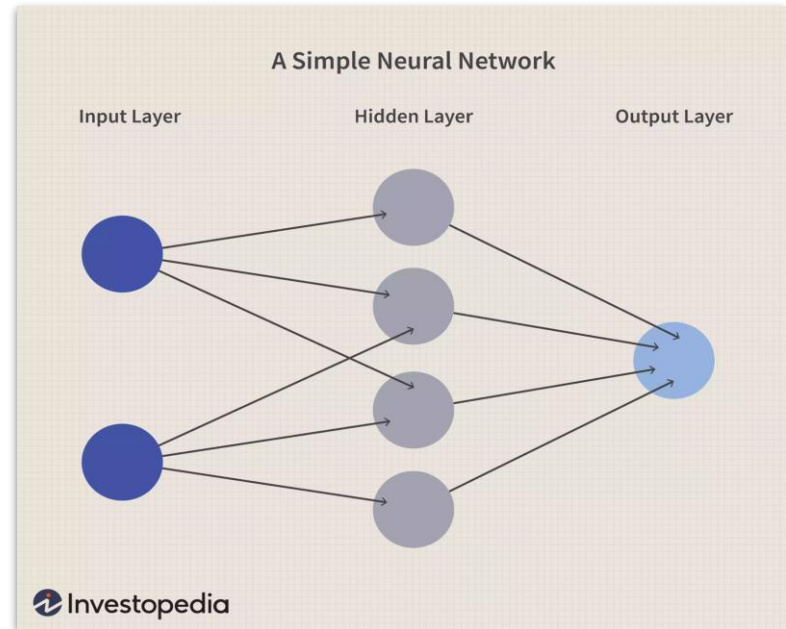 A Simple Neural Network
Input Layer
Hidden Layer
Output Layer
Investopedia